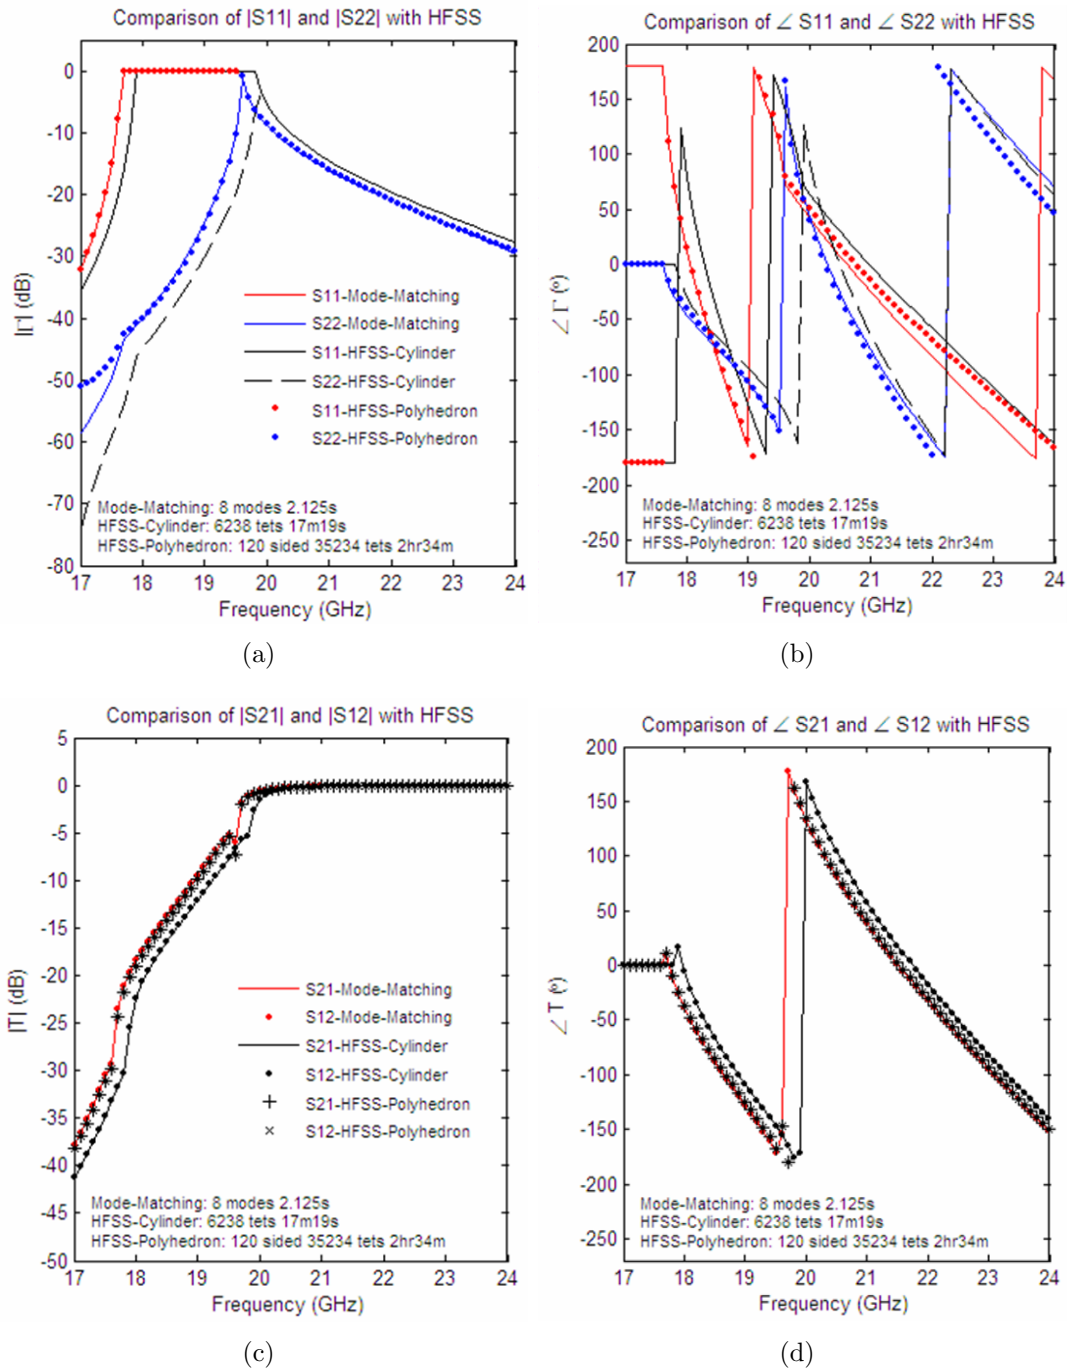 Comparison of |S11| and |S22| with HFSS
0
-10
-20
-30
-40
-50
-60
-70
-80
|Γ| (dB)
S11-Mode-Matching
S22-Mode-Matching
S11-HFSS-Cylinder
S22-HFSS-Cylinder
S11-HFSS-Polyhedron
S22-HFSS-Polyhedron
Mode-Matching: 8 modes 2.125s
HFSS-Cylinder: 6238 tets 17m19s
HFSS-Polyhedron: 120 sided 35234 tets 2hr34m
17 18 19 20 21 22 23 24
Frequency (GHz)
(a)
Comparison of ∠ S11 and ∠ S22 with HFSS
200
150
100
50
0
-50
-100
-150
-200
-250
∠ Γ (º)
Mode-Matching: 8 modes 2.125s
HFSS-Cylinder: 6238 tets 17m19s
HFSS-Polyhedron: 120 sided 35234 tets 2hr34m
17 18 19 20 21 22 23 24
Frequency (GHz)
(b)
Comparison of |S21| and |S12| with HFSS
5
0
-5
-10
-15
-20
-25
-30
-35
-40
-45
-50
|T| (dB)
S21-Mode-Matching
S12-Mode-Matching
S21-HFSS-Cylinder
S12-HFSS-Cylinder
S21-HFSS-Polyhedron
S12-HFSS-Polyhedron
Mode-Matching: 8 modes 2.125s
HFSS-Cylinder: 6238 tets 17m19s
HFSS-Polyhedron: 120 sided 35234 tets 2hr34m
17 18 19 20 21 22 23 24
Frequency (GHz)
(c)
Comparison of ∠ S21 and ∠ S12 with HFSS
200
150
100
50
0
-50
-100
-150
-200
-250
∠ T (º)
Mode-Matching: 8 modes 2.125s
HFSS-Cylinder: 6238 tets 17m19s
HFSS-Polyhedron: 120 sided 35234 tets 2hr34m
17 18 19 20 21 22 23 24
Frequency (GHz)
(d)